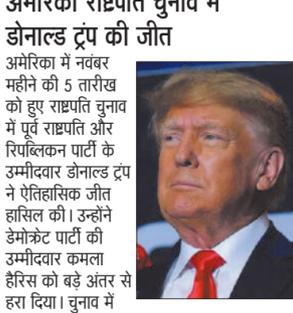 अमेरिकी राष्ट्रपति चुनाव में
डोनाल्ड ट्रंप की जीत
अमेरिका में नवंबर
महीने की 5 तारीख
को हुए राष्ट्रपति चुनाव
में पूर्व राष्ट्रपति और
रिपब्लिकन पार्टी के
उम्मीदवार डोनाल्ड ट्रंप
ने ऐतिहासिक जीत
हासिल की। उन्होंने
डेमोक्रेट पार्टी की
उम्मीदवार कमला
हैरिस को बड़े अंतर से
हरा दिया। चुनाव में